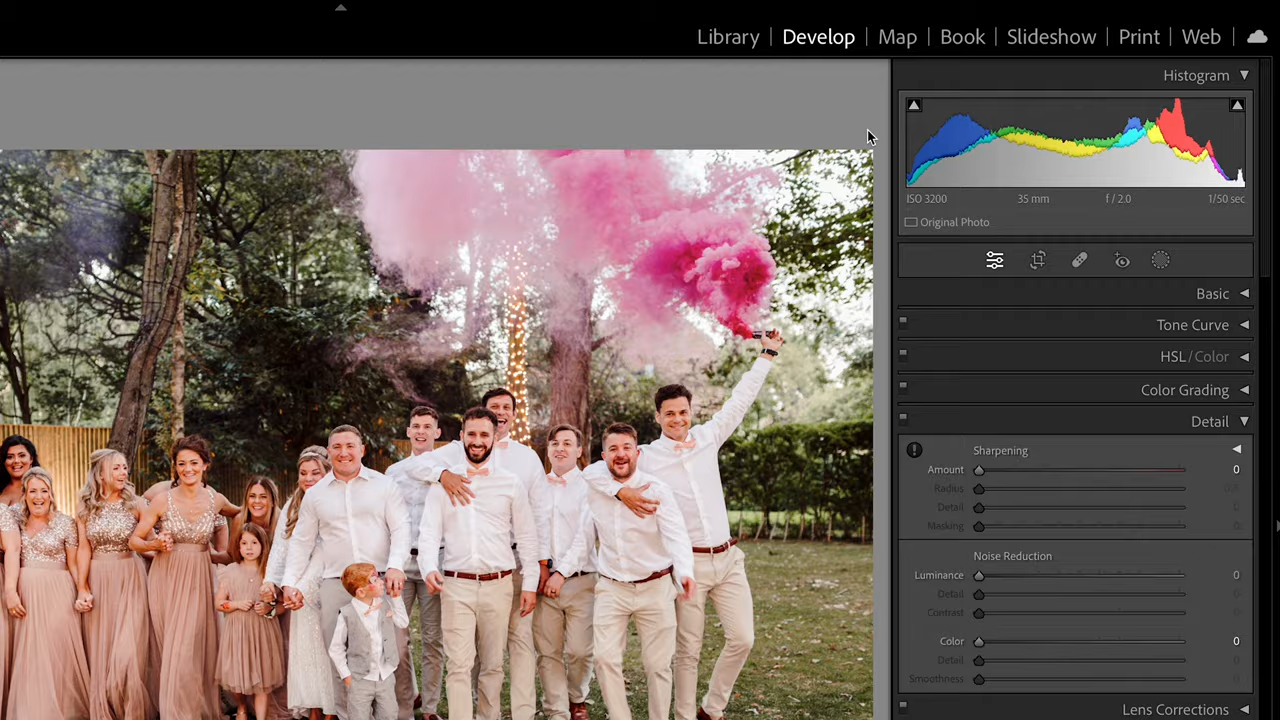 Library | Develop | Map | Book | Slideshow | Print | Web |
Histogram
ISO 3200 35 mm f / 2.0 1/50 sec
Original Photo
Basic
Tone Curve
HSL / Color
Color Grading
Detail
Sharpening
Amount 0
Radius
Detail
Masking
Noise Reduction
Luminance 0
Detail
Contrast
Color 0
Detail
Smoothness
Lens Corrections